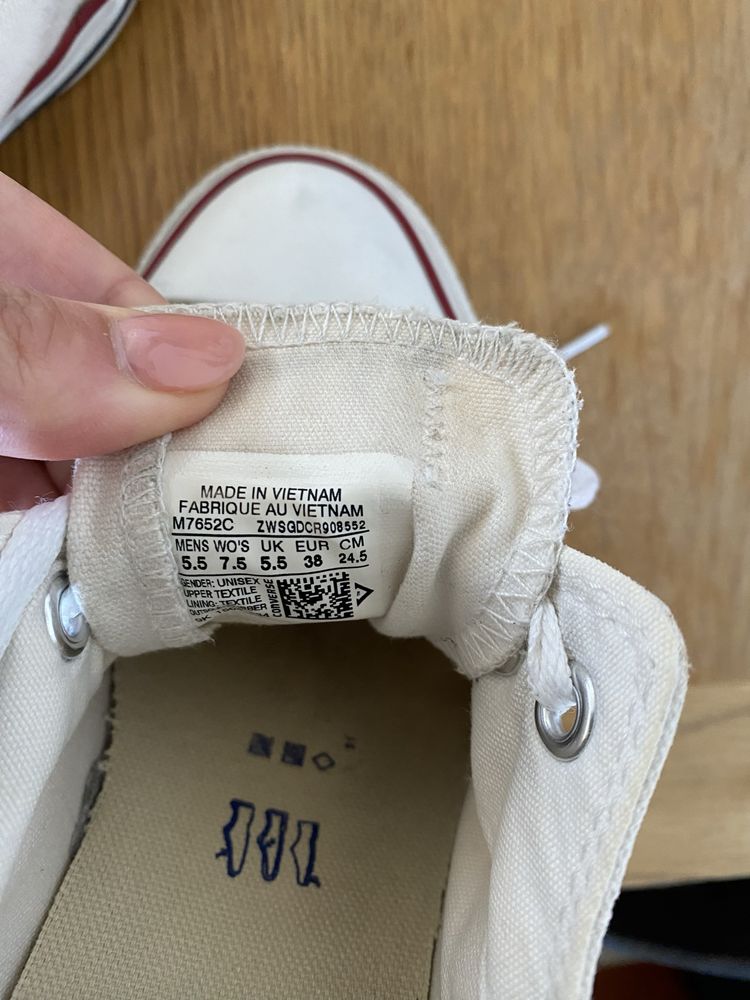 MADE IN VIETNAM
FABRIQUE AU VIETNAM
M7652C ZWSGDCR908552
MENS WO'S UK EUR CM
5.5 7.5 5.5 38 24.5
GENDER: UNISEX
UPPER TEXTILE
LINING: TEXTILE
CONVERSE